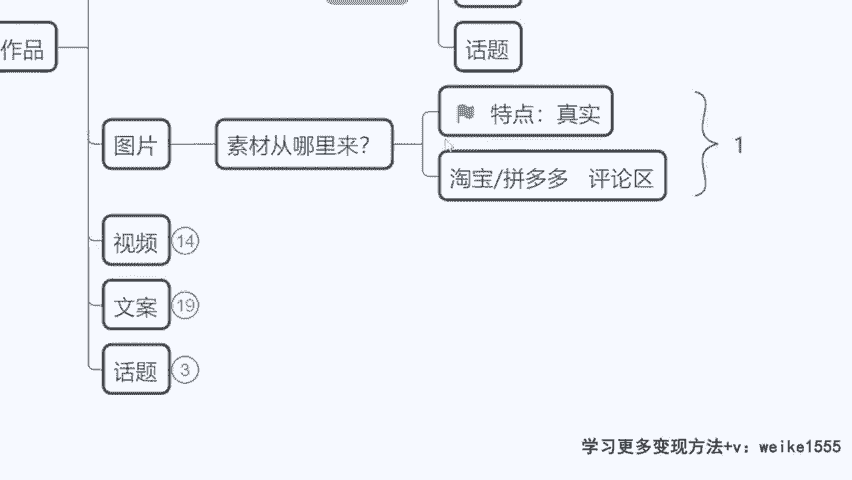 作品
话题
特点：真实
图片
素材从哪里来？
1
淘宝/拼多多 评论区
视频 14
文案 19
话题 3
学习更多变现方法+v：weike1555